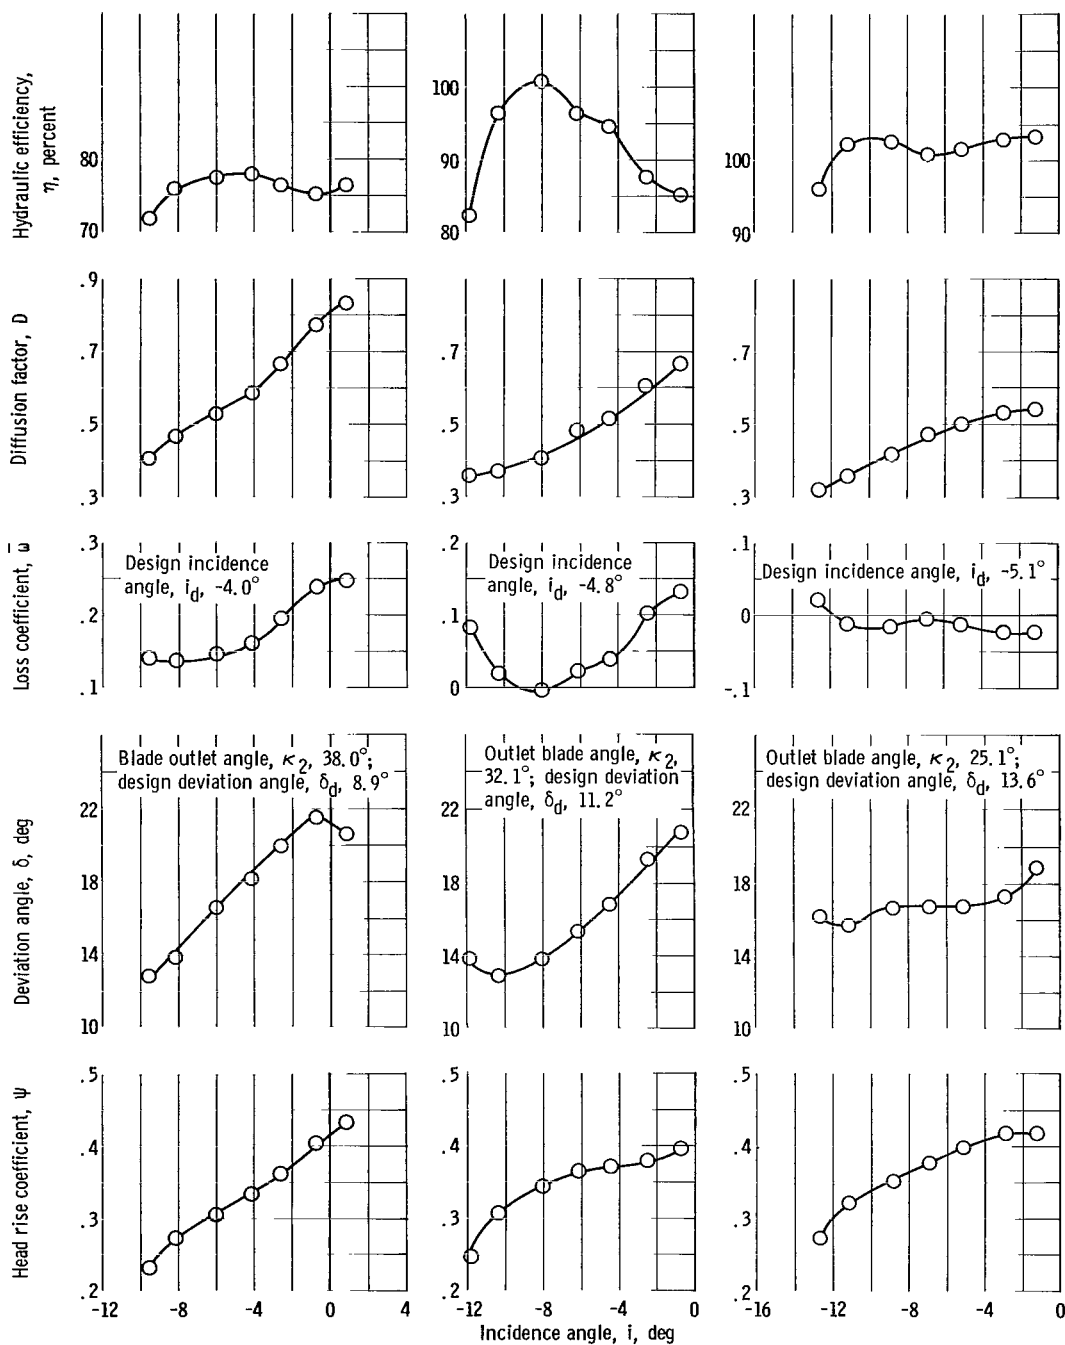 Hydraulic efficiency,
η, percent
80
70
100
90
80
100
90
Diffusion factor, D
.9
.7
.5
.3
.7
.5
.3
.7
.5
.3
Loss coefficient, ω̅
.3
.2
.1
Design incidence
angle, i_d, -4.0°
.2
.1
0
Design incidence
angle, i_d, -4.8°
.1
0
-.1
Design incidence angle, i_d, -5.1°
Deviation angle, δ, deg
Blade outlet angle, κ₂, 38.0°;
design deviation angle, δ_d, 8.9°
22
18
14
10
Outlet blade angle, κ₂,
32.1°; design deviation
angle, δ_d, 11.2°
22
18
14
10
Outlet blade angle, κ₂, 25.1°;
design deviation angle, δ_d, 13.6°
22
18
14
10
Head rise coefficient, ψ
.5
.4
.3
.2
.5
.4
.3
.2
.5
.4
.3
.2
-12 -8 -4 0 4
-12 -8 -4 0
-16 -12 -8 -4 0
Incidence angle, i, deg